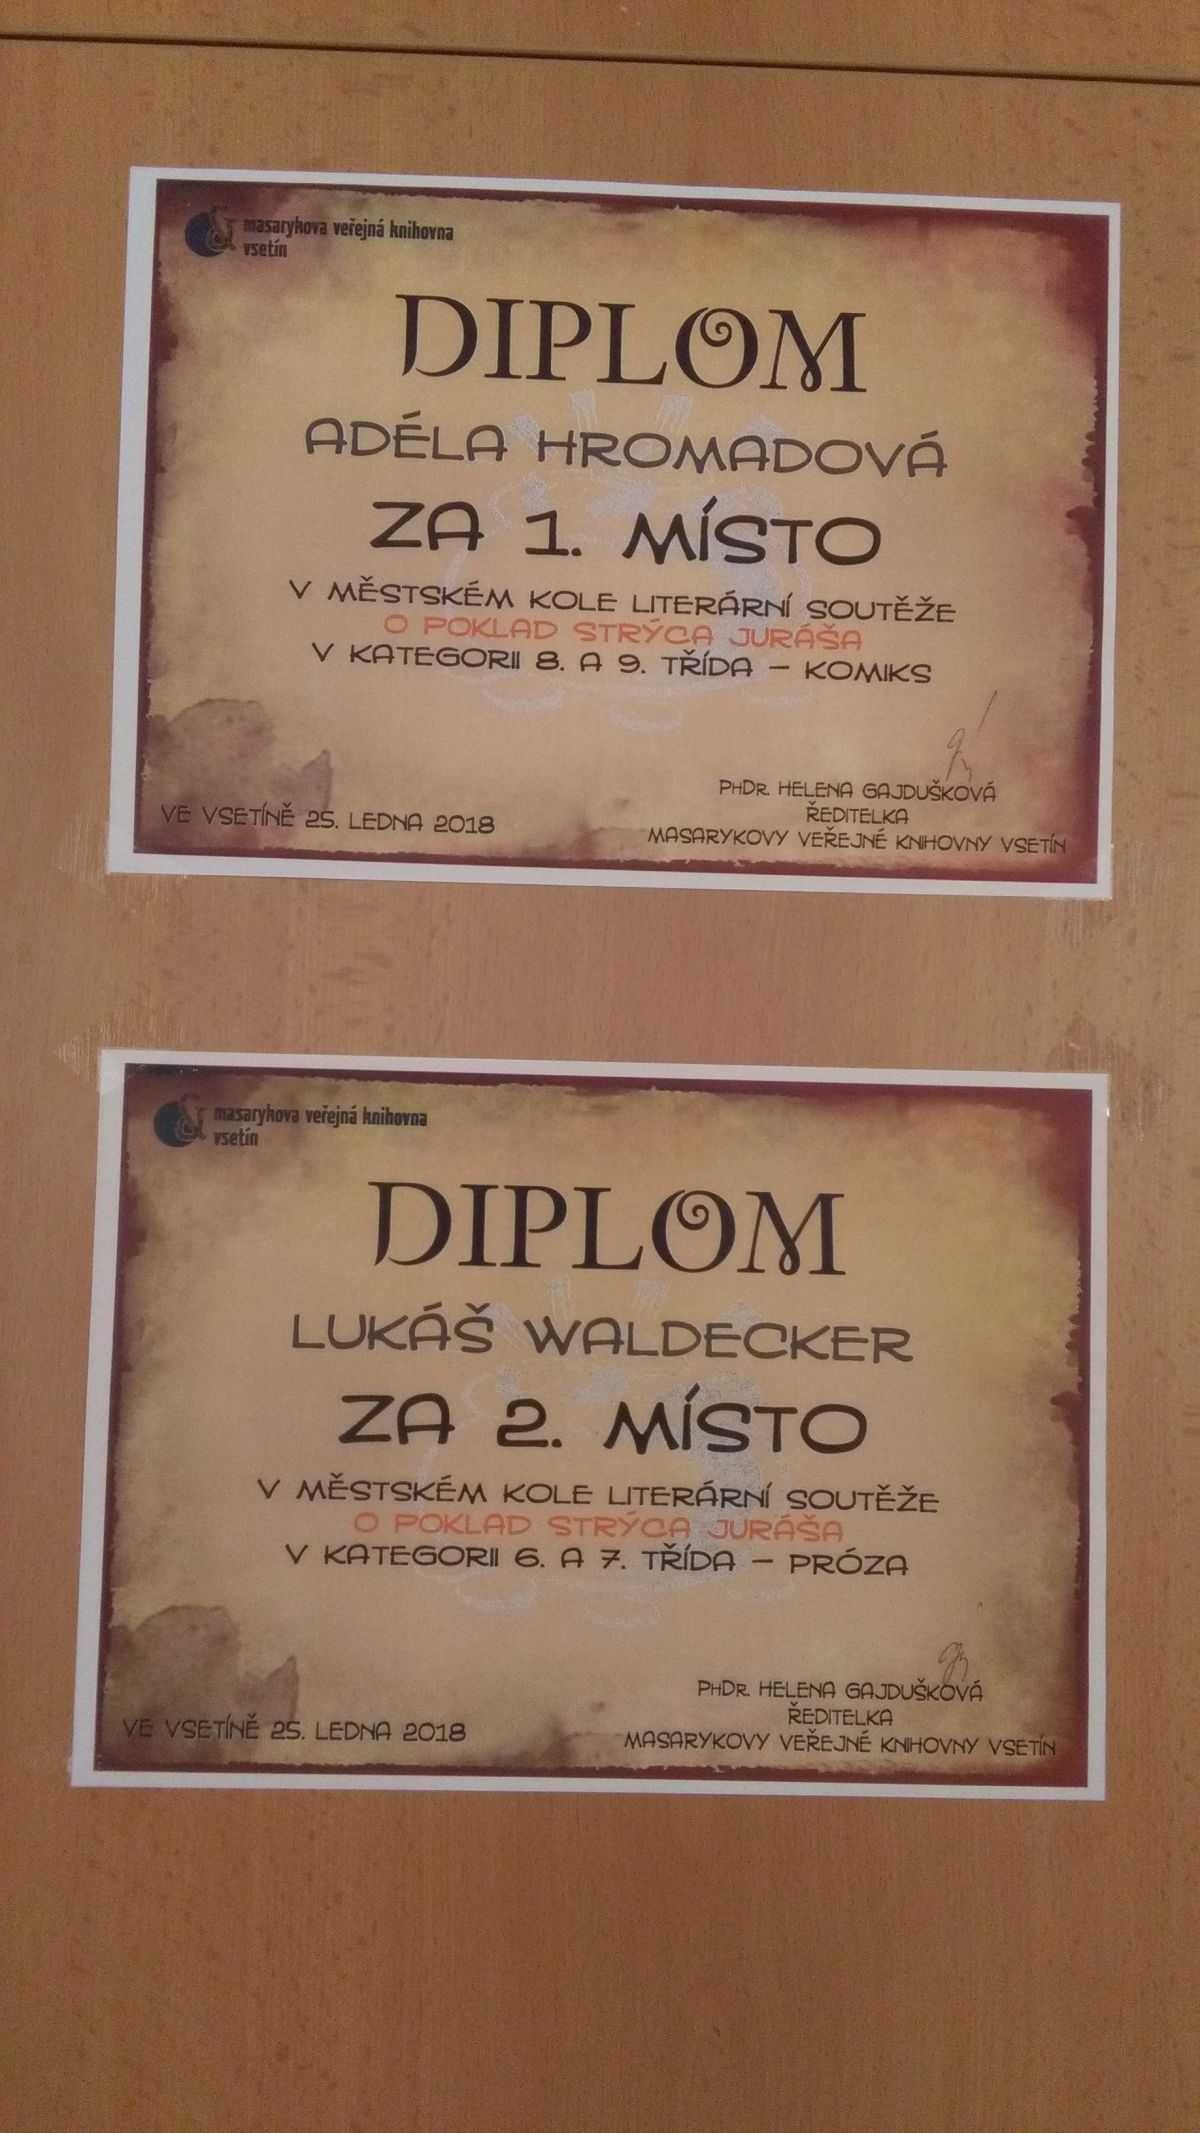 masarykova veřejná knihovna
vsetín
DIPLOM
ADÉLA HROMADOVÁ
ZA 1. MÍSTO
V MĚSTSKÉM KOLE LITERÁRNÍ SOUTĚŽE
O POKLAD STRÝCA JURÁŠA
V KATEGORII 8. A 9. TŘÍDA – KOMIKS
PHDR. HELENA GAJDUŠKOVÁ
ŘEDITELKA
MASARYKOVY VEŘEJNÉ KNIHOVNY VSETÍN
VE VSETÍNĚ 25. LEDNA 2018
masarykova veřejná knihovna
vsetín
DIPLOM
LUKÁŠ WALDECKER
ZA 2. MÍSTO
V MĚSTSKÉM KOLE LITERÁRNÍ SOUTĚŽE
O POKLAD STRÝCA JURÁŠA
V KATEGORII 6. A 7. TŘÍDA – PRÓZA
PHDR. HELENA GAJDUŠKOVÁ
ŘEDITELKA
MASARYKOVY VEŘEJNÉ KNIHOVNY VSETÍN
VE VSETÍNĚ 25. LEDNA 2018